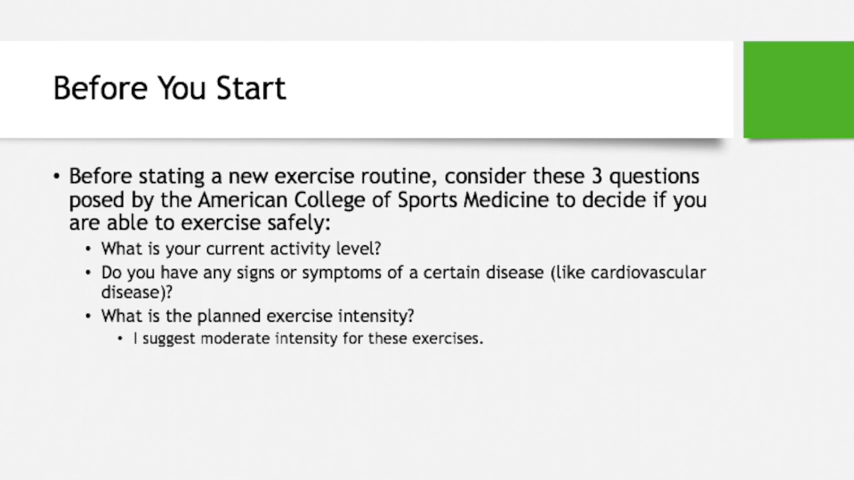 Before You Start
• Before stating a new exercise routine, consider these 3 questions
posed by the American College of Sports Medicine to decide if you
are able to exercise safely:
• What is your current activity level?
• Do you have any signs or symptoms of a certain disease (like cardiovascular
disease)?
• What is the planned exercise intensity?
• I suggest moderate intensity for these exercises.